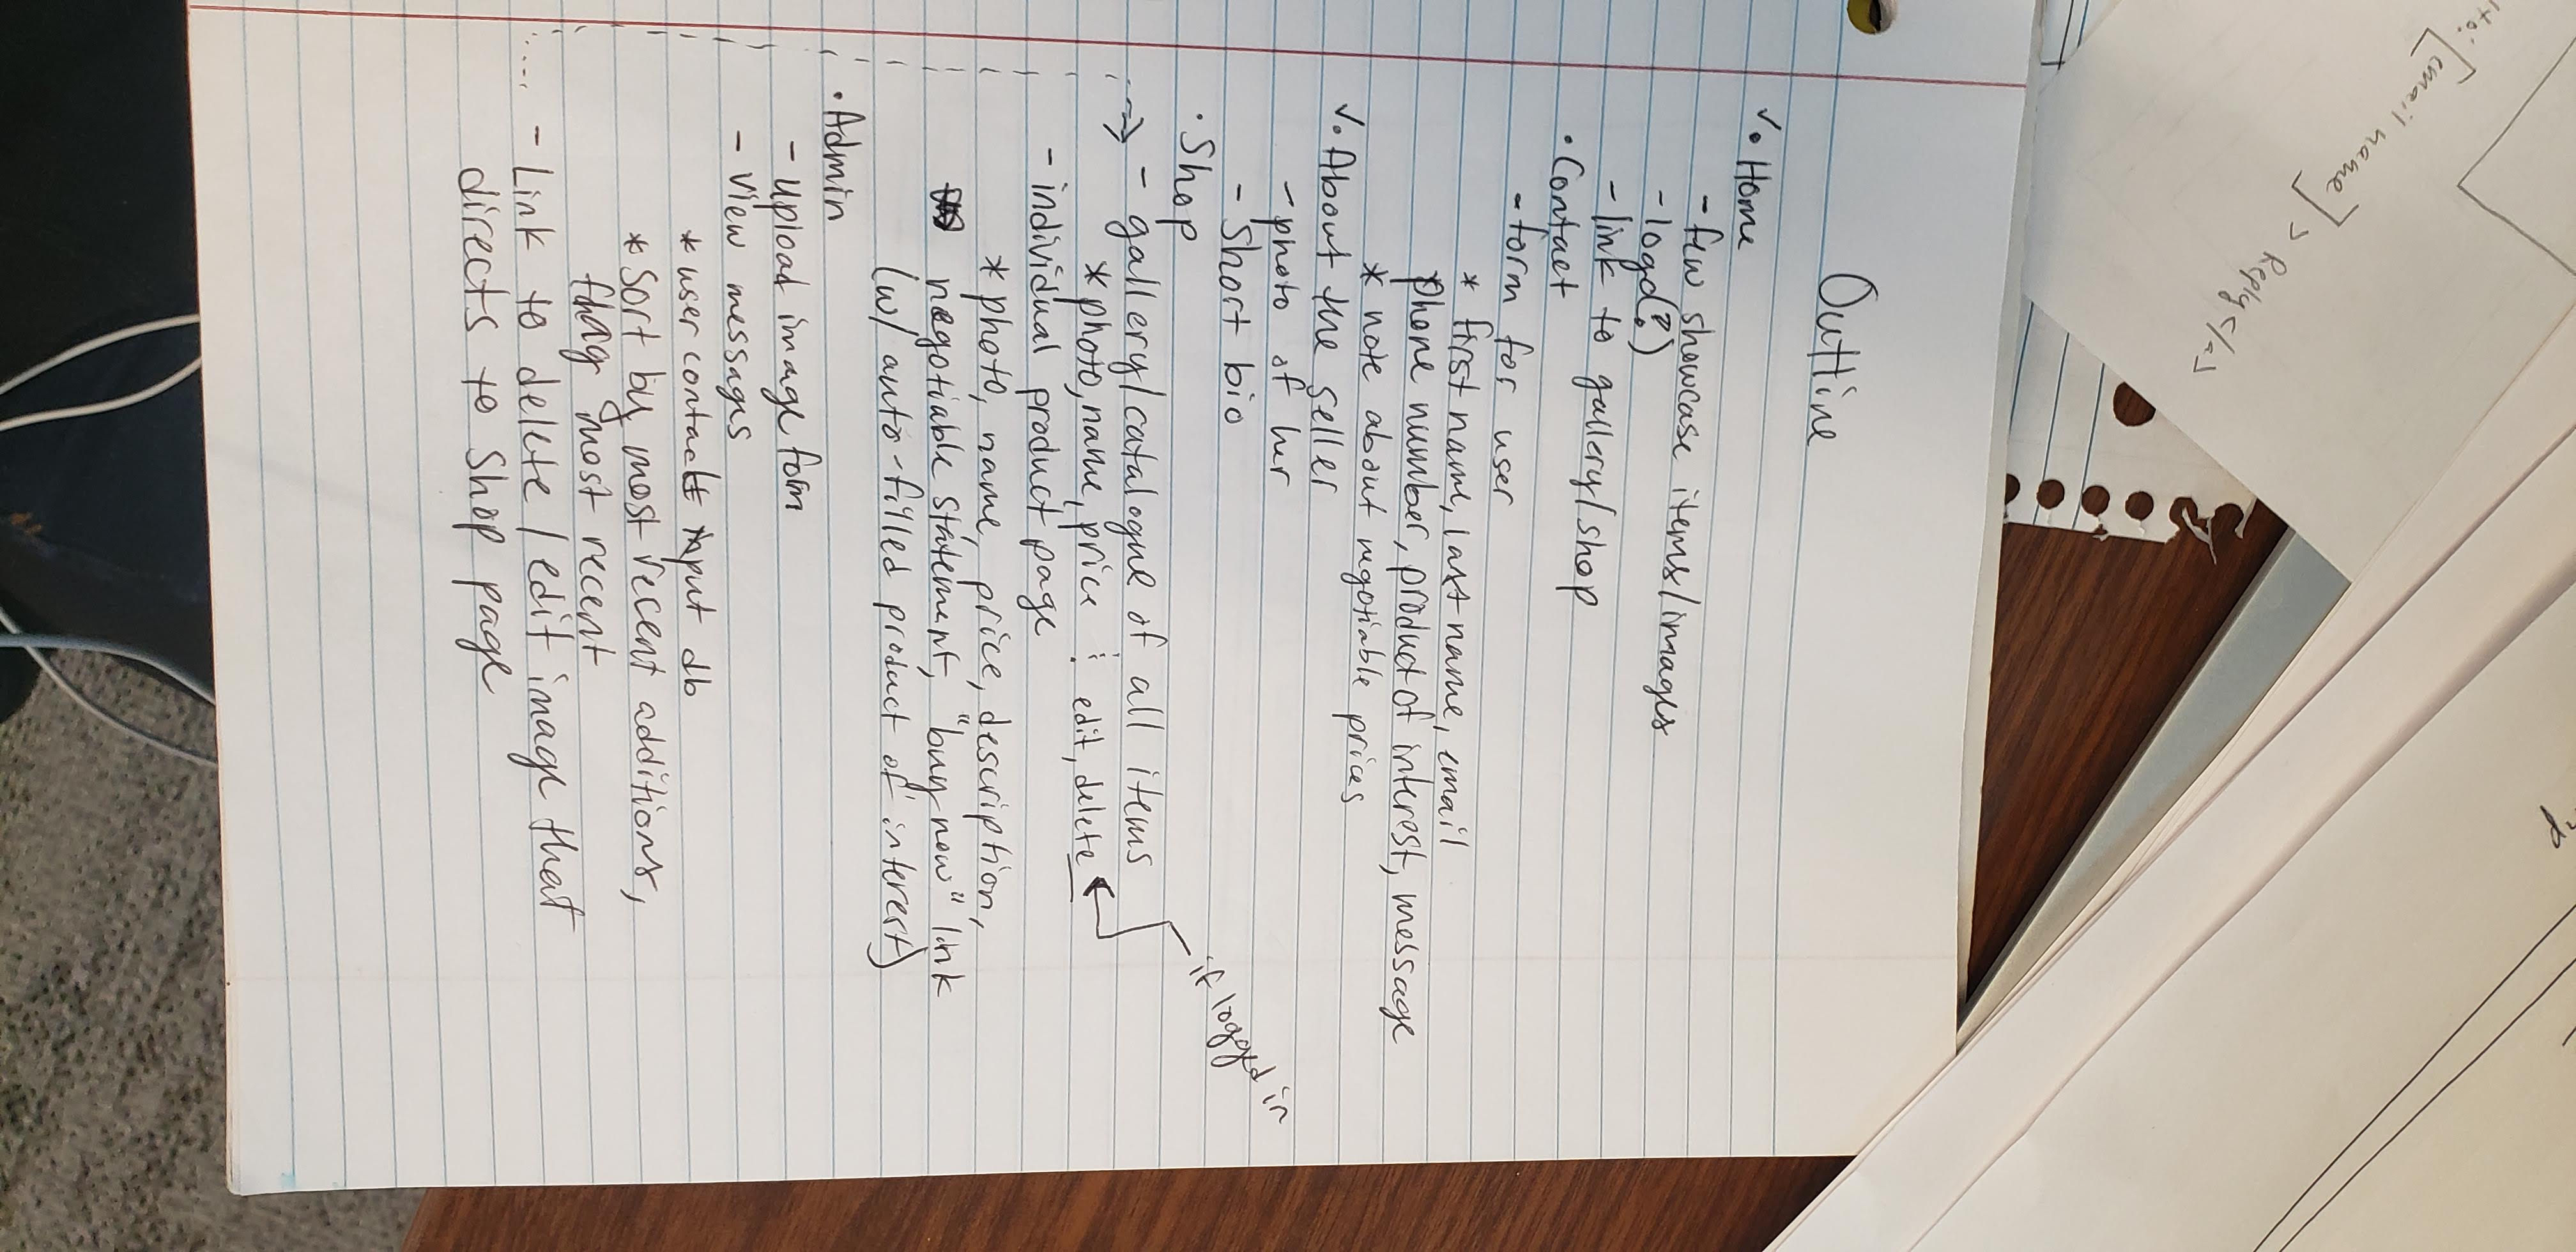 ito: [email name] > Reply</a>
Outline
✓• Home
- few showcase items/images
- logo(?)
- link to gallery/shop
• Contact
- form for user
* first name, last name, email
phone number, product of interest, message
* note about negotiable prices
✓• About the seller
- photo of her
- short bio
if logged in
• Shop
- gallery/catalogue of all items
* photo, name, price ⋮ edit, delete
- individual product page
* photo, name, price, description,
negotiable statement, "buy now" link
(w/ auto-filled product of interest)
• Admin
- Upload image form
- View messages
* user contact input db
* Sort by most recent additions,
flag most recent
- Link to delete/edit image that
directs to shop page